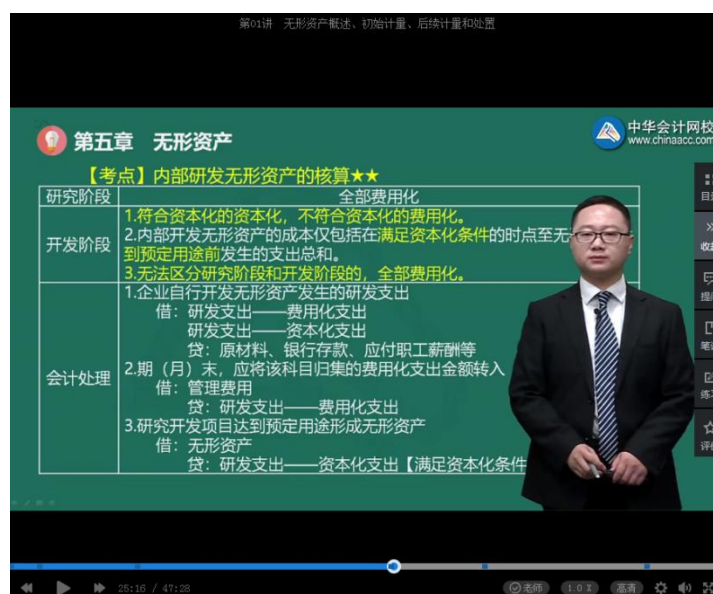 第01讲 无形资产概述、初始计量、后续计量和处置
第五章 无形资产
中华会计网校
www.chinaacc.com
【考点】内部研发无形资产的核算★★
研究阶段
全部费用化
开发阶段
1.符合资本化的资本化，不符合资本化的费用化。
2.内部开发无形资产的成本仅包括在满足资本化条件的时点至无
到预定用途前发生的支出总和。
3.无法区分研究阶段和开发阶段的，全部费用化。
会计处理
1.企业自行开发无形资产发生的研发支出
借：研发支出——费用化支出
研发支出——资本化支出
贷：原材料、银行存款、应付职工薪酬等
2.期（月）末，应将该科目归集的费用化支出金额转入
借：管理费用
贷：研发支出——费用化支出
3.研究开发项目达到预定用途形成无形资产
借：无形资产
贷：研发支出——资本化支出【满足资本化条件
目
收
提
笔
练
评
25:16 / 47:28
老师
1.0 X
高清